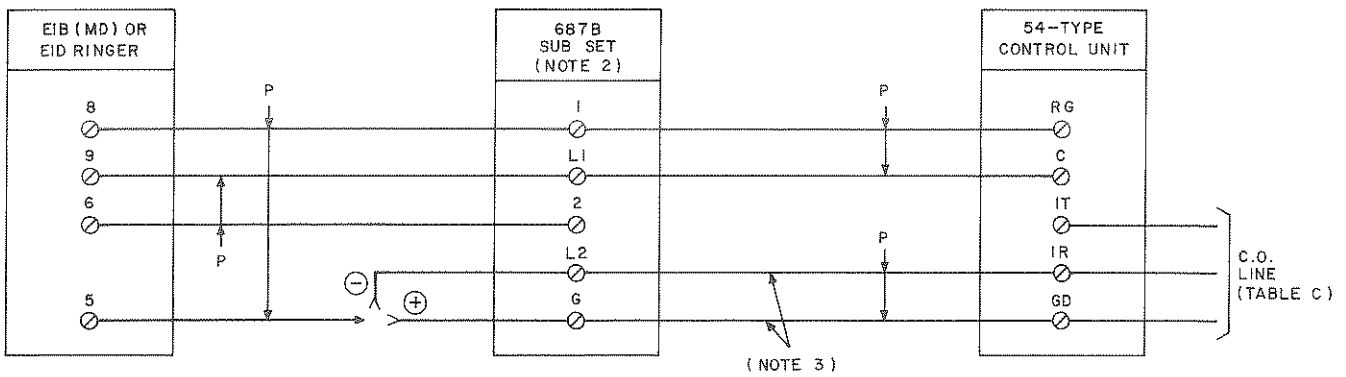 EIB (MD) OR
EID RINGER
8
9
6
5
P
P
687B
SUB SET
(NOTE 2)
1
L1
2
L2
G
−
+
P
P
(NOTE 3)
54-TYPE
CONTROL UNIT
RG
C
IT
IR
GD
C.O.
LINE
(TABLE C)